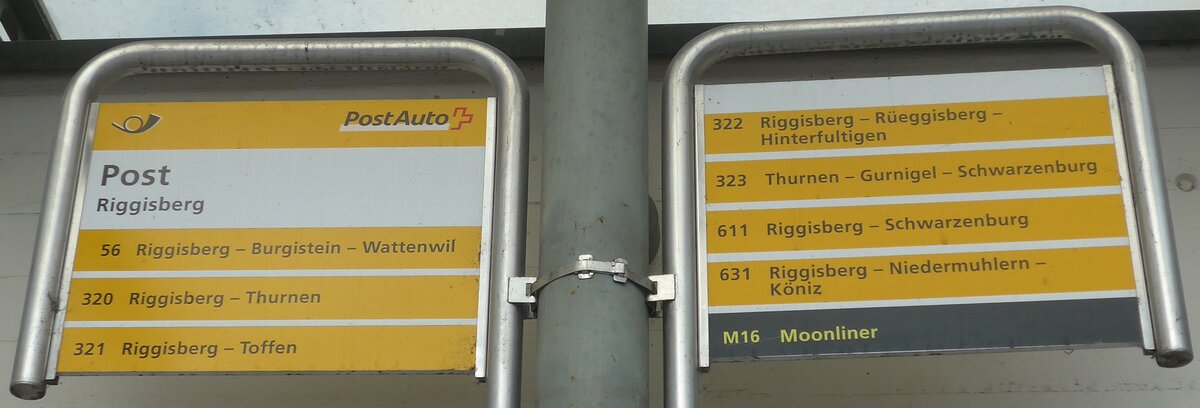 PostAuto
Post
Riggisberg
56 Riggisberg – Burgistein – Wattenwil
320 Riggisberg – Thurnen
321 Riggisberg – Toffen
322 Riggisberg – Rüeggisberg –
Hinterfultigen
323 Thurnen – Gurnigel – Schwarzenburg
611 Riggisberg – Schwarzenburg
631 Riggisberg – Niedermuhlern –
Köniz
M16 Moonliner